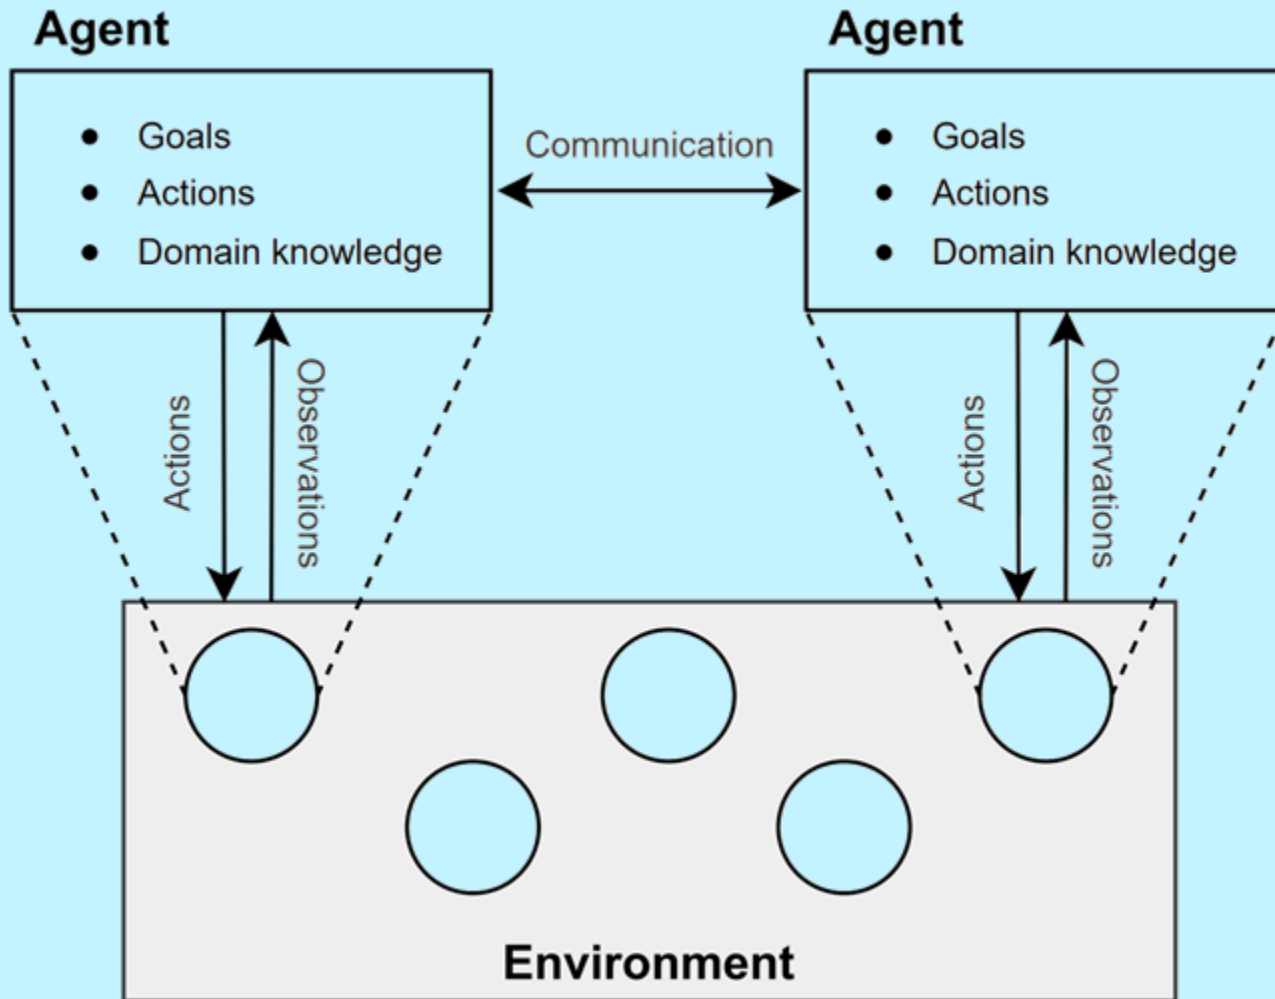 Agent
Agent
Goals
Actions
Domain knowledge
Communication
Goals
Actions
Domain knowledge
Actions
Observations
Actions
Observations
Environment